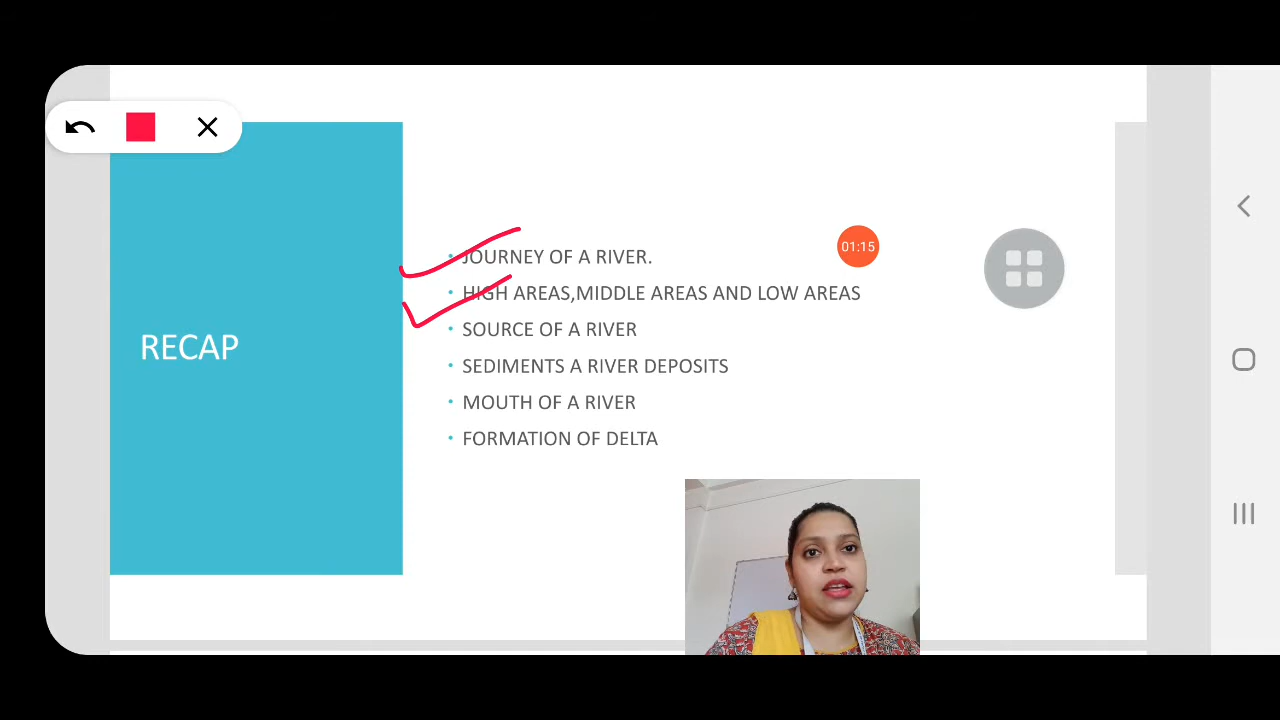 01:15
• JOURNEY OF A RIVER.
• HIGH AREAS,MIDDLE AREAS AND LOW AREAS
• SOURCE OF A RIVER
RECAP
• SEDIMENTS A RIVER DEPOSITS
• MOUTH OF A RIVER
• FORMATION OF DELTA